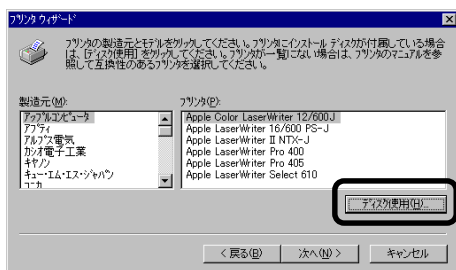 プリンタ ウィザード
プリンタの製造元とモデルをクリックしてください。プリンタにインストール ディスクが付属している場合
は、[ディスク使用] をクリックしてください。プリンタが一覧にない場合は、プリンタのマニュアルを参
照して互換性のあるプリンタを選択してください。
製造元(M):
アップルコンピュータ
アプティ
アルプス電気
カシオ電子工業
キヤノン
キュー・エム・エス・ジャパン
コニカ
プリンタ(P):
Apple Color LaserWriter 12/600J
Apple LaserWriter 16/600 PS-J
Apple LaserWriter II NTX-J
Apple LaserWriter Pro 400
Apple LaserWriter Pro 405
Apple LaserWriter Select 610
ディスク使用(H)...
< 戻る(B)
次へ(N) >
キャンセル